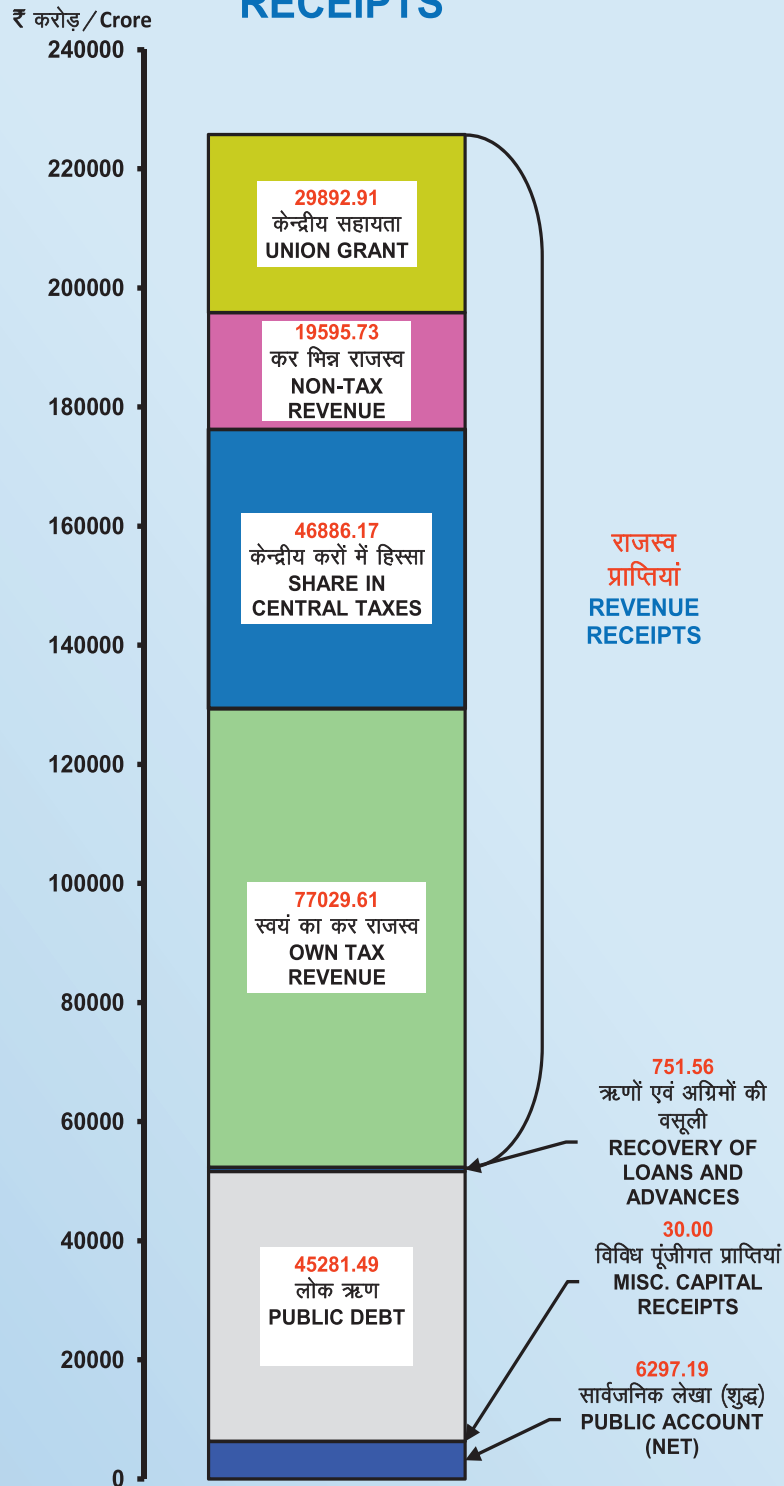 RECEIPTS
₹ करोड़/Crore
240000
220000
200000
180000
160000
140000
120000
100000
80000
60000
40000
20000
0
29892.91
केन्द्रीय सहायता
UNION GRANT
19595.73
कर भिन्न राजस्व
NON-TAX
REVENUE
46886.17
केन्द्रीय करों में हिस्सा
SHARE IN
CENTRAL TAXES
77029.61
स्वयं का कर राजस्व
OWN TAX
REVENUE
45281.49
लोक ऋण
PUBLIC DEBT
राजस्व
प्राप्तियां
REVENUE
RECEIPTS
751.56
ऋणों एवं अग्रिमों की
वसूली
RECOVERY OF
LOANS AND
ADVANCES
30.00
विविध पूंजीगत प्राप्तियां
MISC. CAPITAL
RECEIPTS
6297.19
सार्वजनिक लेखा (शुद्ध)
PUBLIC ACCOUNT
(NET)